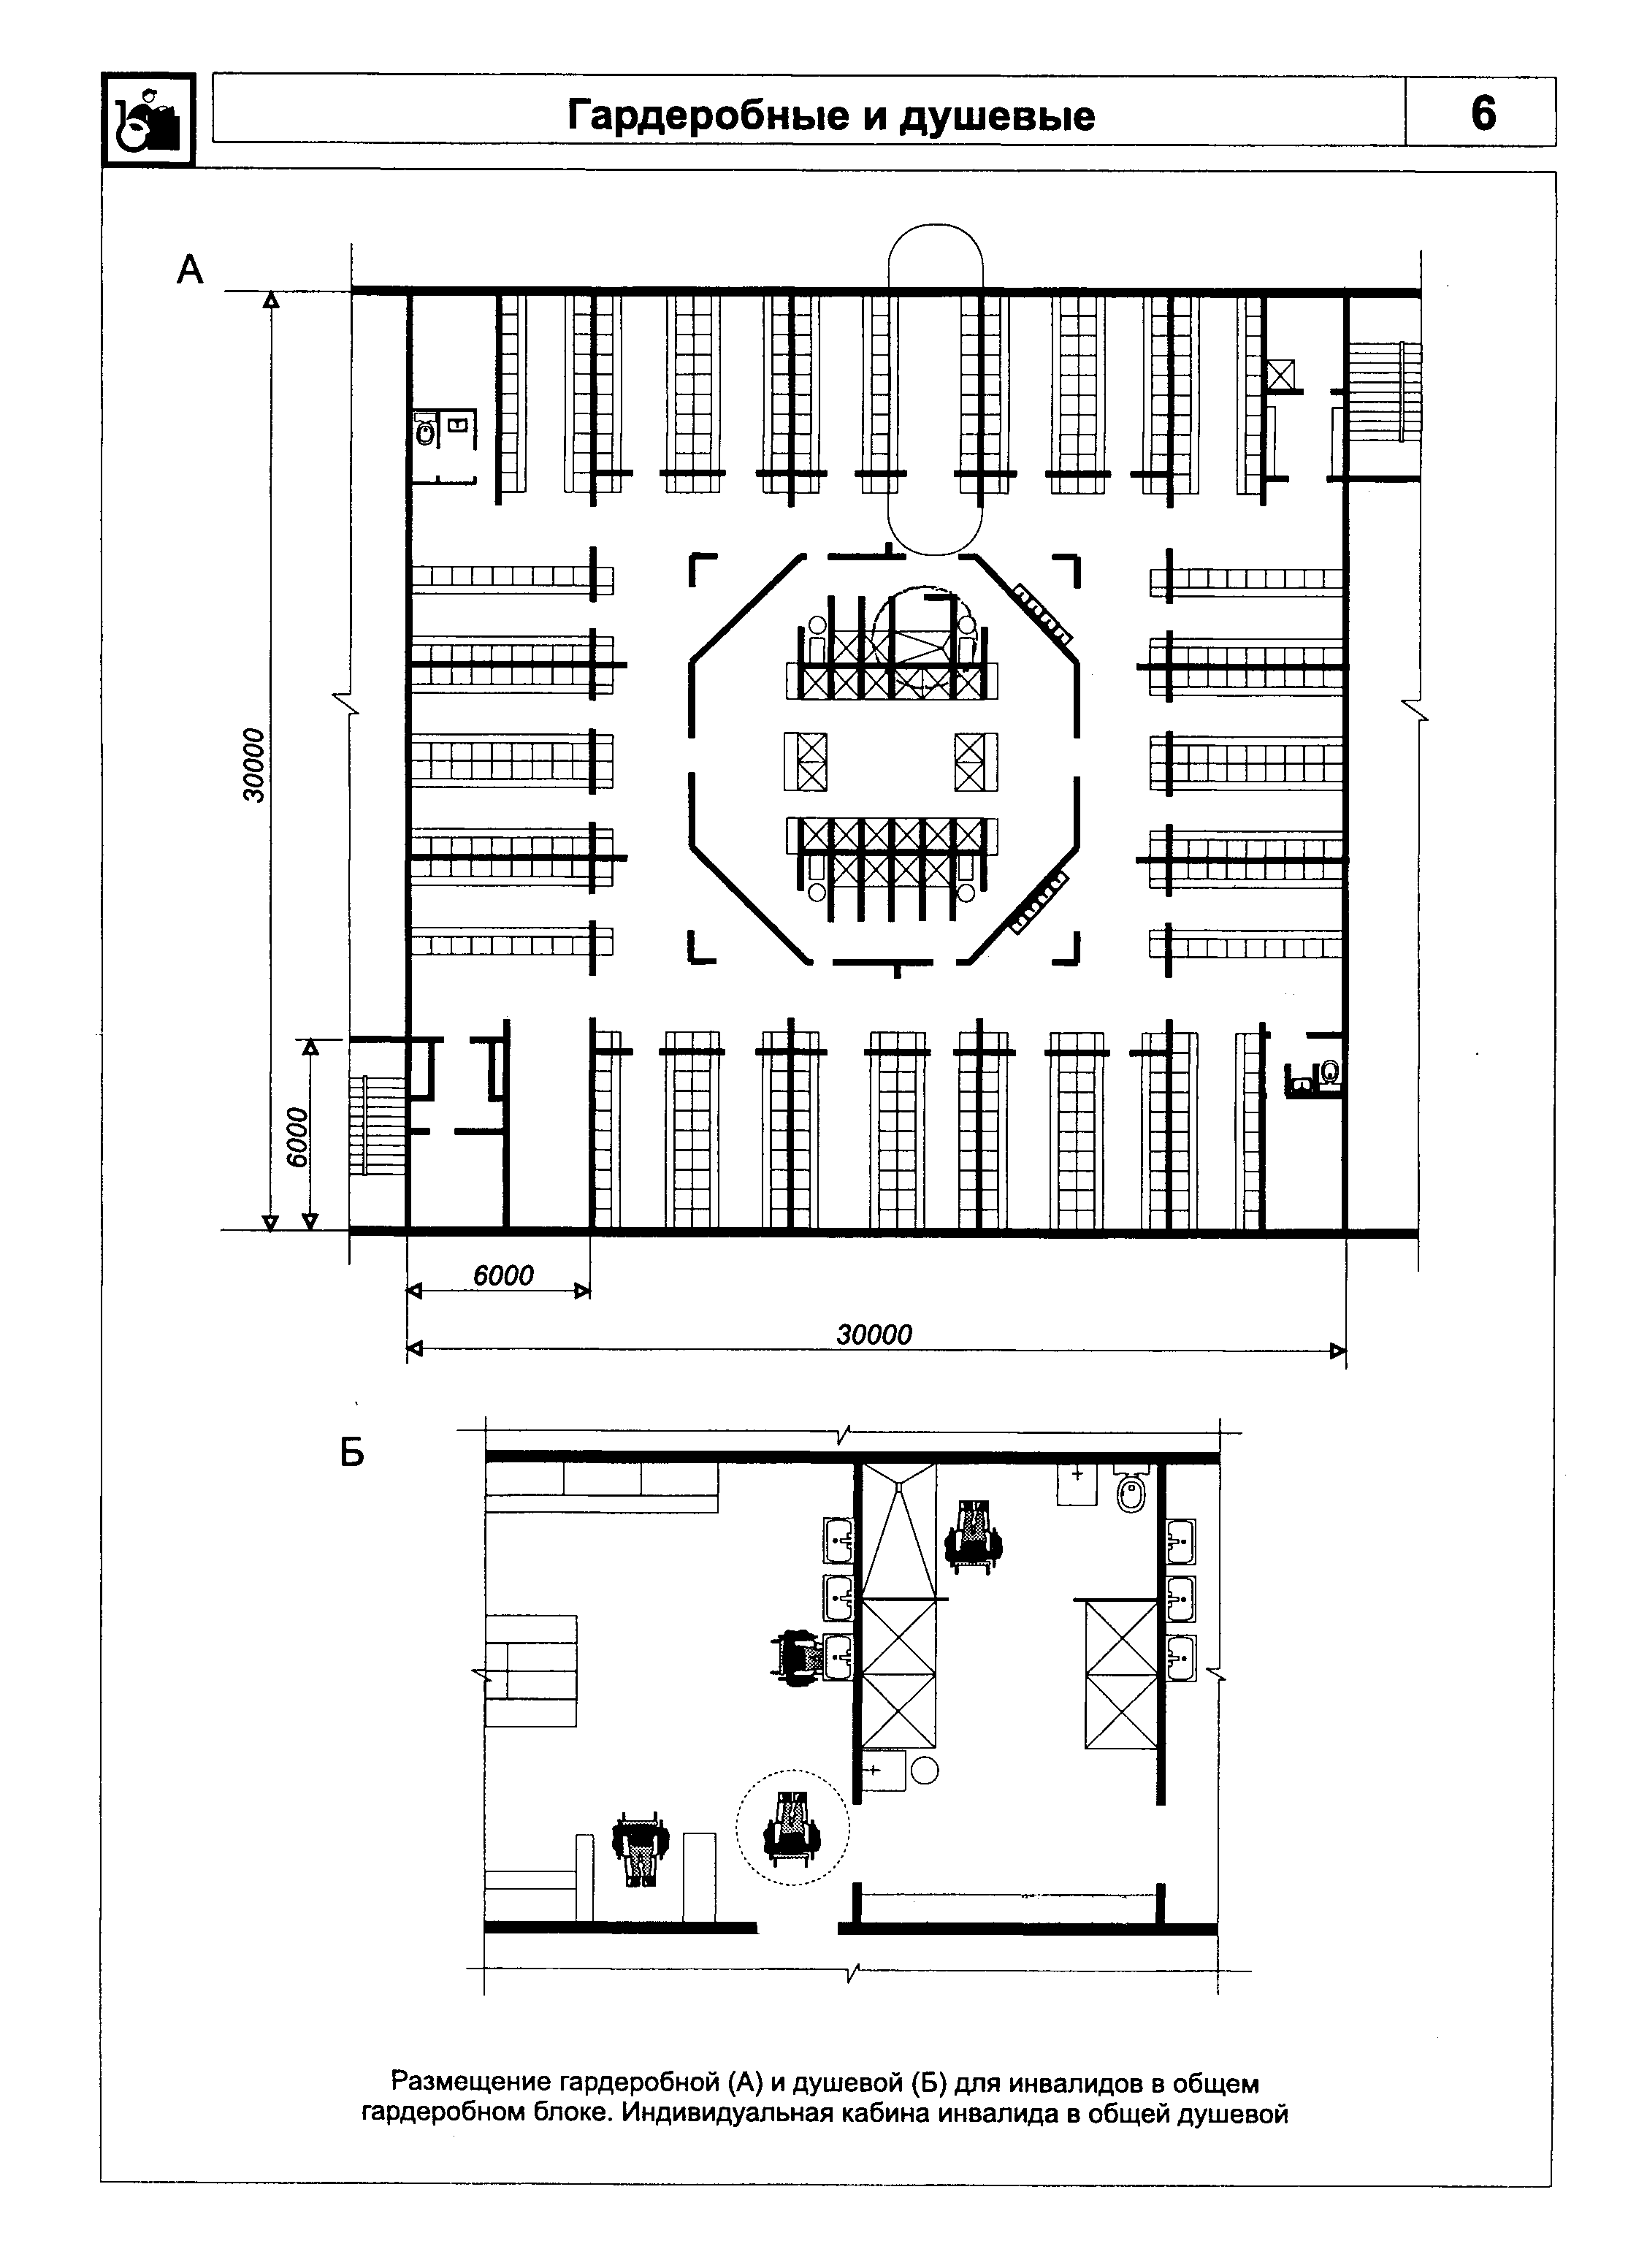 Гардеробные и душевые
6
А
30000
6000
6000
30000
Б
Размещение гардеробной (А) и душевой (Б) для инвалидов в общем
гардеробном блоке. Индивидуальная кабина инвалида в общей душевой